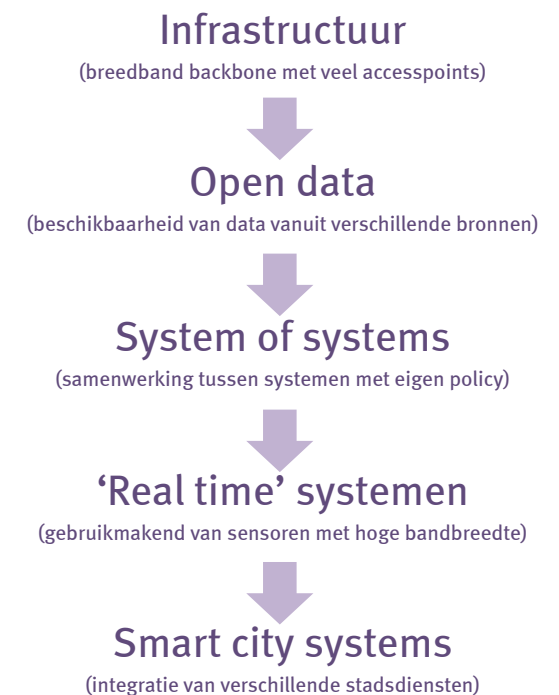 Infrastructuur
(breedband backbone met veel accesspoints)
Open data
(beschikbaarheid van data vanuit verschillende bronnen)
System of systems
(samenwerking tussen systemen met eigen policy)
‘Real time’ systemen
(gebruikmakend van sensoren met hoge bandbreedte)
Smart city systems
(integratie van verschillende stadsdiensten)